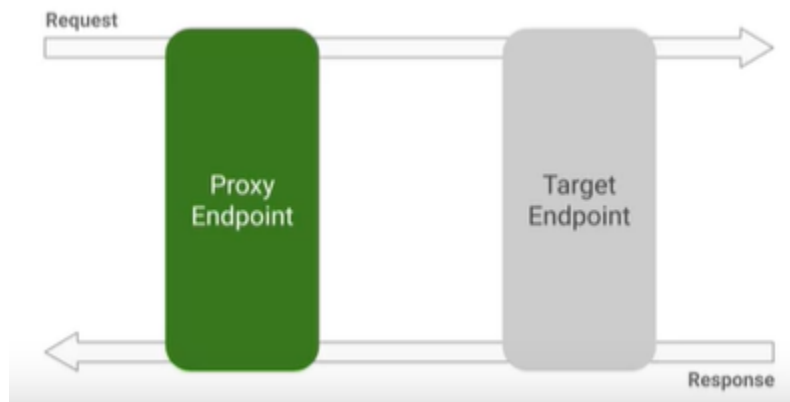 Request
Proxy
Endpoint
Target
Endpoint
Response